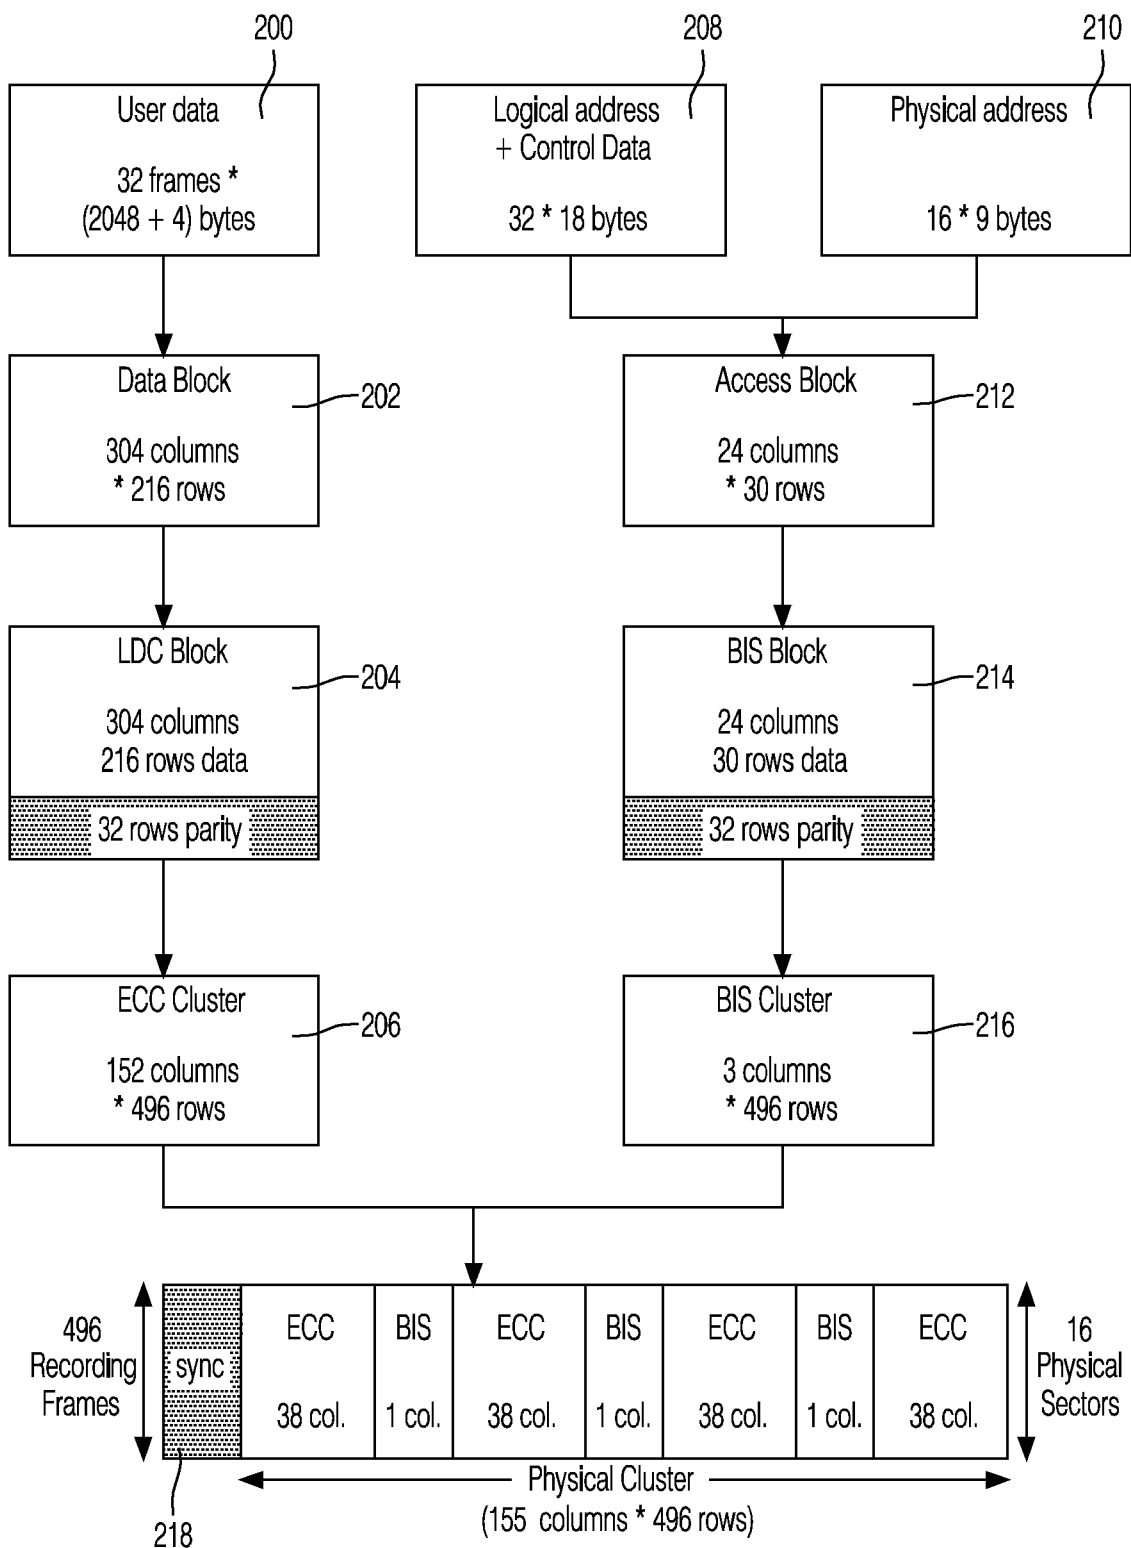 200
208
210
User data
32 frames *
(2048 + 4) bytes
Logical address
+ Control Data
32 * 18 bytes
Physical address
16 * 9 bytes
Data Block
304 columns
* 216 rows
202
Access Block
24 columns
* 30 rows
212
LDC Block
304 columns
216 rows data
32 rows parity
204
BIS Block
24 columns
30 rows data
32 rows parity
214
ECC Cluster
152 columns
* 496 rows
206
BIS Cluster
3 columns
* 496 rows
216
496
Recording
Frames
sync
ECC
38 col.
BIS
1 col.
ECC
38 col.
BIS
1 col.
ECC
38 col.
BIS
1 col.
ECC
38 col.
16
Physical
Sectors
218
Physical Cluster
(155 columns * 496 rows)